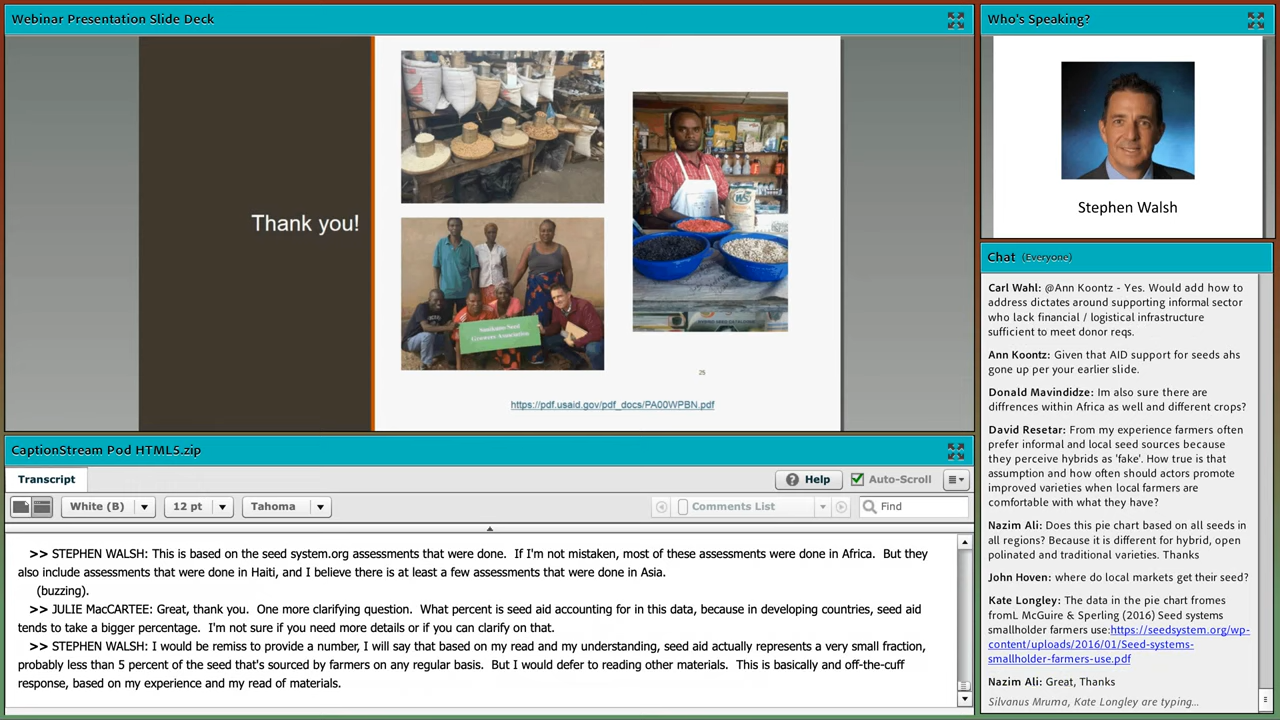 Webinar Presentation Slide Deck
Thank you!
25
https://pdf.usaid.gov/pdf_docs/PA00WPBN.pdf
Who's Speaking?
Stephen Walsh
Chat (Everyone)
Carl Wahl: @Ann Koontz - Yes. Would add how to
address dictates around supporting informal sector
who lack financial / logistical infrastructure
sufficient to meet donor reqs.
Ann Koontz: Given that AID support for seeds ahs
gone up per your earlier slide.
Donald Mavindidze: Im also sure there are
diffrences within Africa as well and different crops?
David Resetar: From my experience farmers often
prefer informal and local seed sources because
they perceive hybrids as 'fake'. How true is that
assumption and how often should actors promote
improved varieties when local farmers are
comfortable with what they have?
Nazim Ali: Does this pie chart based on all seeds in
all regions? Because it is different for hybrid, open
polinated and traditional varieties. Thanks
John Hoven: where do local markets get their seed?
Kate Longley: The data in the pie chart fromes
fromL McGuire & Sperling (2016) Seed systems
smallholder farmers use:https://seedsystem.org/wp-
content/uploads/2016/01/Seed-systems-
smallholder-farmers-use.pdf
Nazim Ali: Great, Thanks
Silvanus Mruma, Kate Longley are typing...
CaptionStream Pod HTML5.zip
Transcript
Help
Auto-Scroll
White (B)
12 pt
Tahoma
Comments List
Find
>> STEPHEN WALSH: This is based on the seed system.org assessments that were done. If I'm not mistaken, most of these assessments were done in Africa. But they
also include assessments that were done in Haiti, and I believe there is at least a few assessments that were done in Asia.
(buzzing).
>> JULIE MacCARTEE: Great, thank you. One more clarifying question. What percent is seed aid accounting for in this data, because in developing countries, seed aid
tends to take a bigger percentage. I'm not sure if you need more details or if you can clarify on that.
>> STEPHEN WALSH: I would be remiss to provide a number, I will say that based on my read and my understanding, seed aid actually represents a very small fraction,
probably less than 5 percent of the seed that's sourced by farmers on any regular basis. But I would defer to reading other materials. This is basically and off-the-cuff
response, based on my experience and my read of materials.